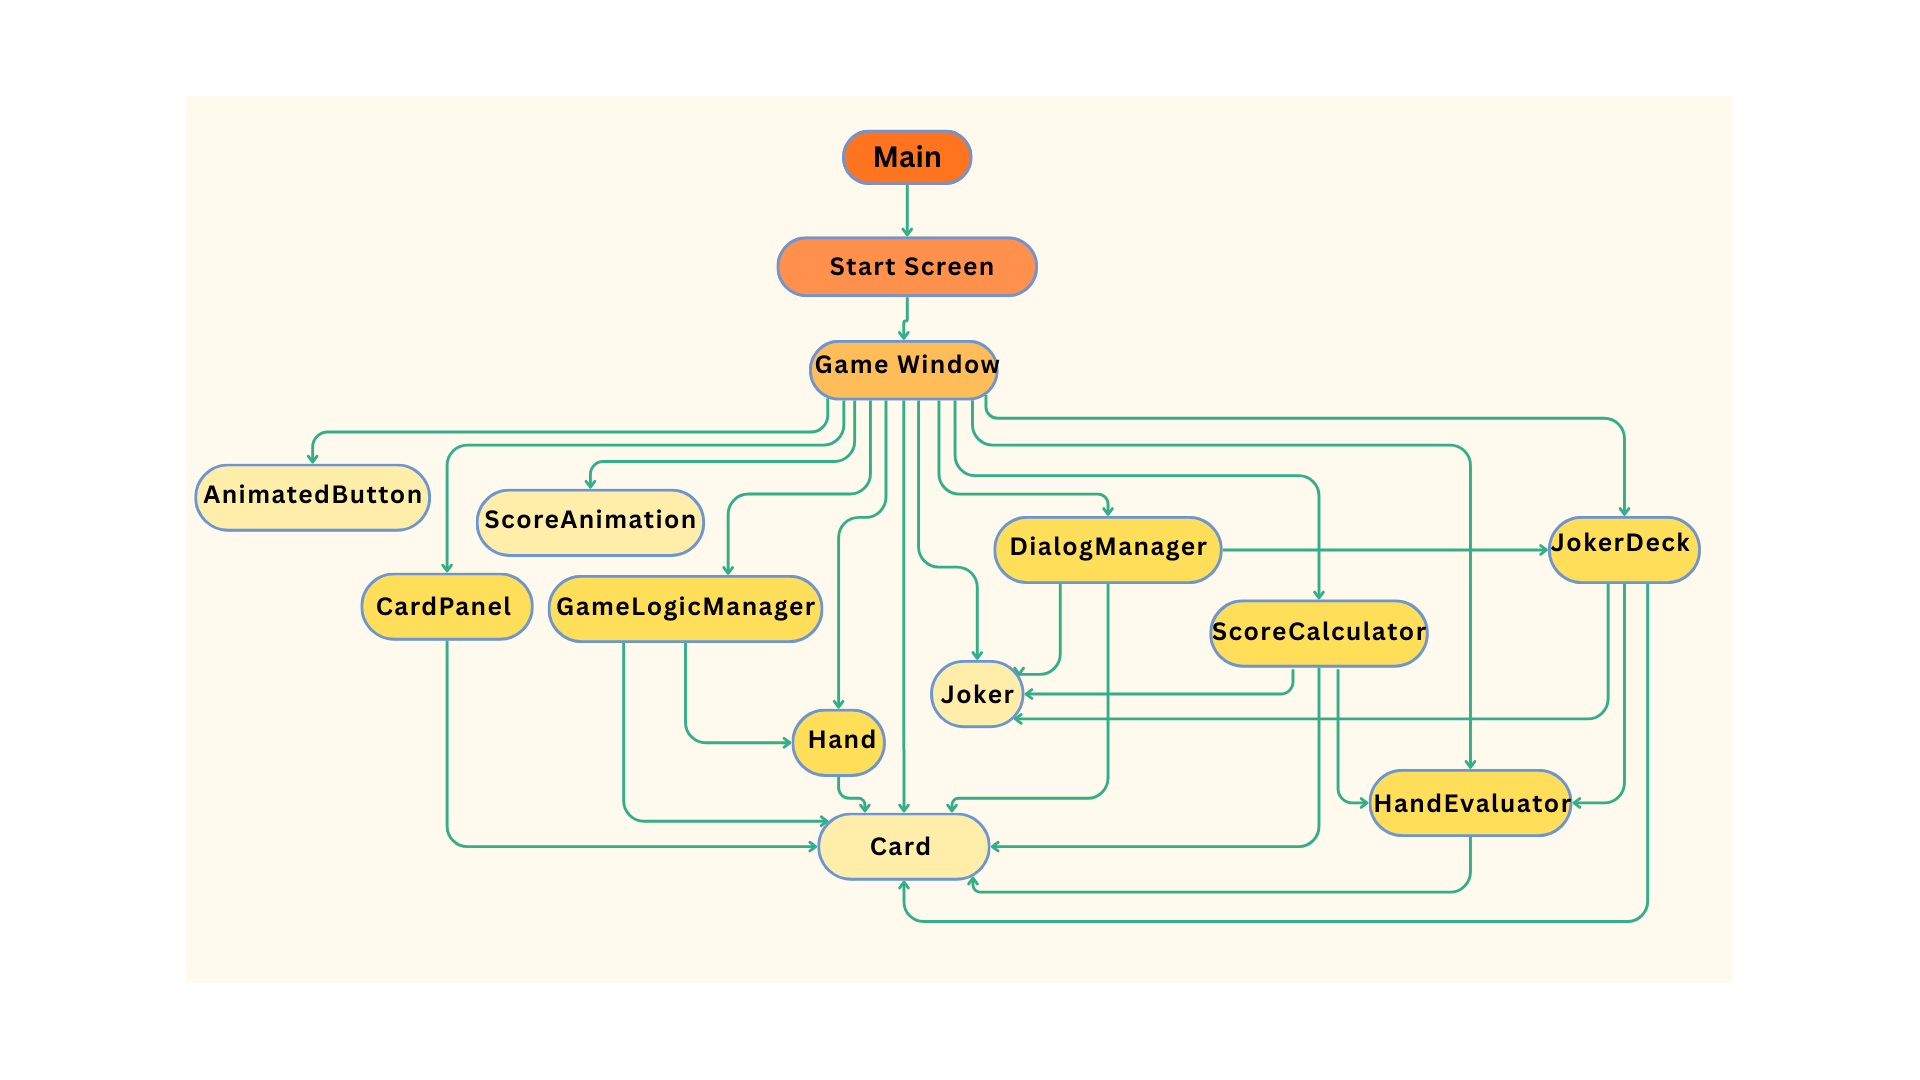 Main
Start Screen
Game Window
AnimatedButton
ScoreAnimation
DialogManager
JokerDeck
CardPanel
GameLogicManager
ScoreCalculator
Joker
Hand
HandEvaluator
Card